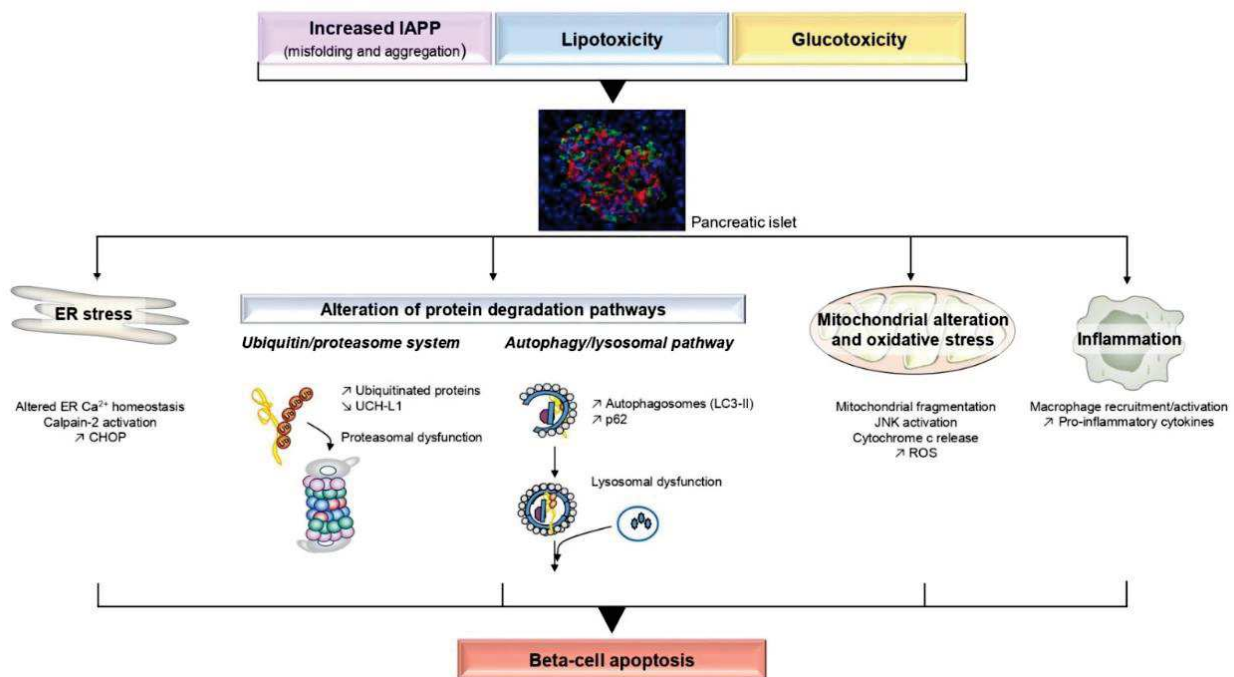 Increased IAPP
(misfolding and aggregation)
Lipotoxicity
Glucotoxicity
Pancreatic islet
ER stress
Altered ER Ca²⁺ homeostasis
Calpain-2 activation
↗ CHOP
Alteration of protein degradation pathways
Ubiquitin/proteasome system
↗ Ubiquitinated proteins
↘ UCH-L1
Proteasomal dysfunction
Autophagy/lysosomal pathway
↗ Autophagosomes (LC3-II)
↗ p62
Lysosomal dysfunction
Mitochondrial alteration
and oxidative stress
Mitochondrial fragmentation
JNK activation
Cytochrome c release
↗ ROS
Inflammation
Macrophage recruitment/activation
↗ Pro-inflammatory cytokines
Beta-cell apoptosis